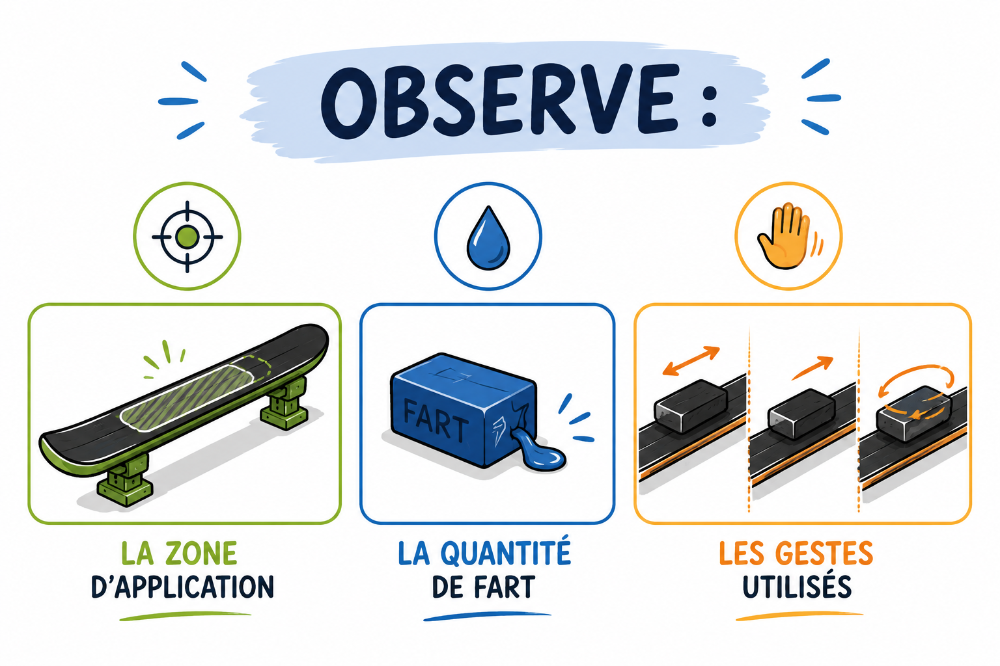 OBSERVE :
FART
LA ZONE
D'APPLICATION
LA QUANTITÉ
DE FART
LES GESTES
UTILISÉS